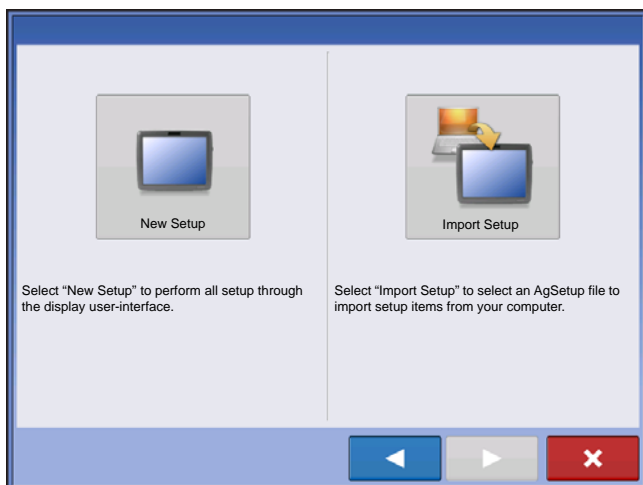 New Setup
Import Setup
Select “New Setup” to perform all setup through
the display user-interface.
Select “Import Setup” to select an AgSetup file to
import setup items from your computer.